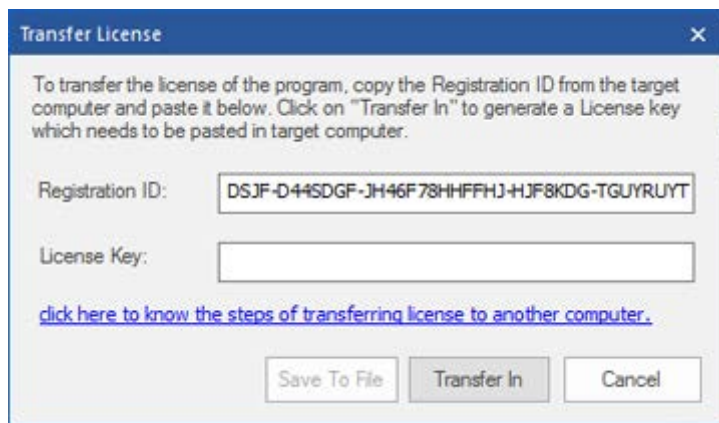 Transfer License
To transfer the license of the program, copy the Registration ID from the target
computer and paste it below. Click on "Transfer In" to generate a License key
which needs to be pasted in target computer.
Registration ID: DSJF-D44SDGF-JH46F78HHFFHJ-HJF8KDG-TGUYRUYT
License Key:
click here to know the steps of transferring license to another computer.
Save To File Transfer In Cancel